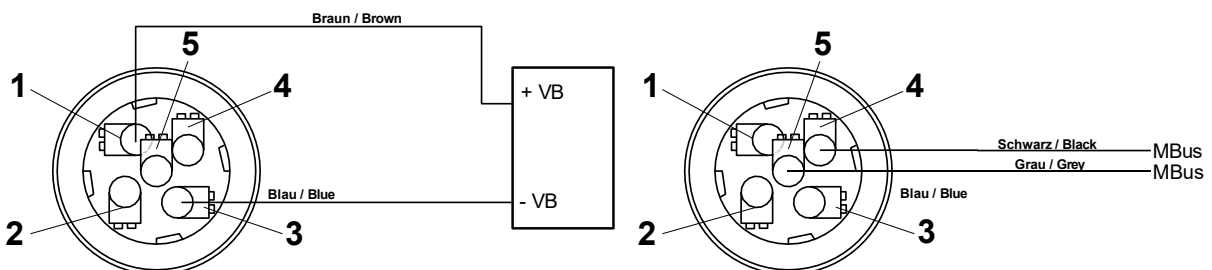 Braun / Brown
5
1
4
+ VB
Blau / Blue
- VB
2
3
5
1
4
Schwarz / Black
MBus
Grau / Grey
MBus
Blau / Blue
2
3